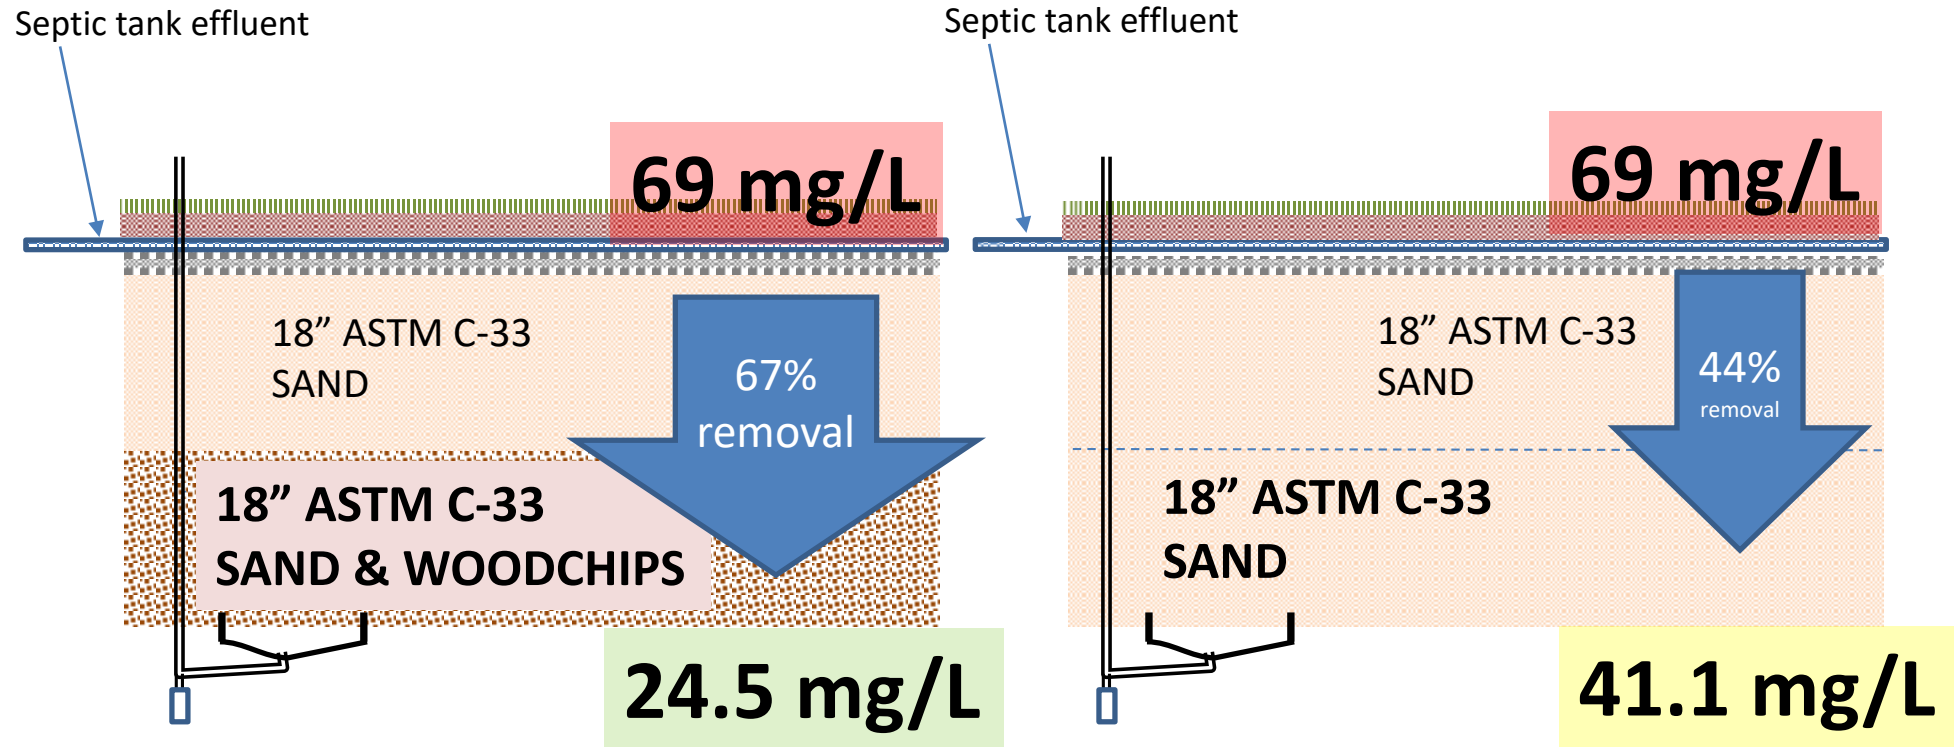 Septic tank effluent
69 mg/L
18” ASTM C-33
SAND
67%
removal
18” ASTM C-33
SAND & WOODCHIPS
24.5 mg/L
Septic tank effluent
69 mg/L
18” ASTM C-33
SAND
44%
removal
18” ASTM C-33
SAND
41.1 mg/L